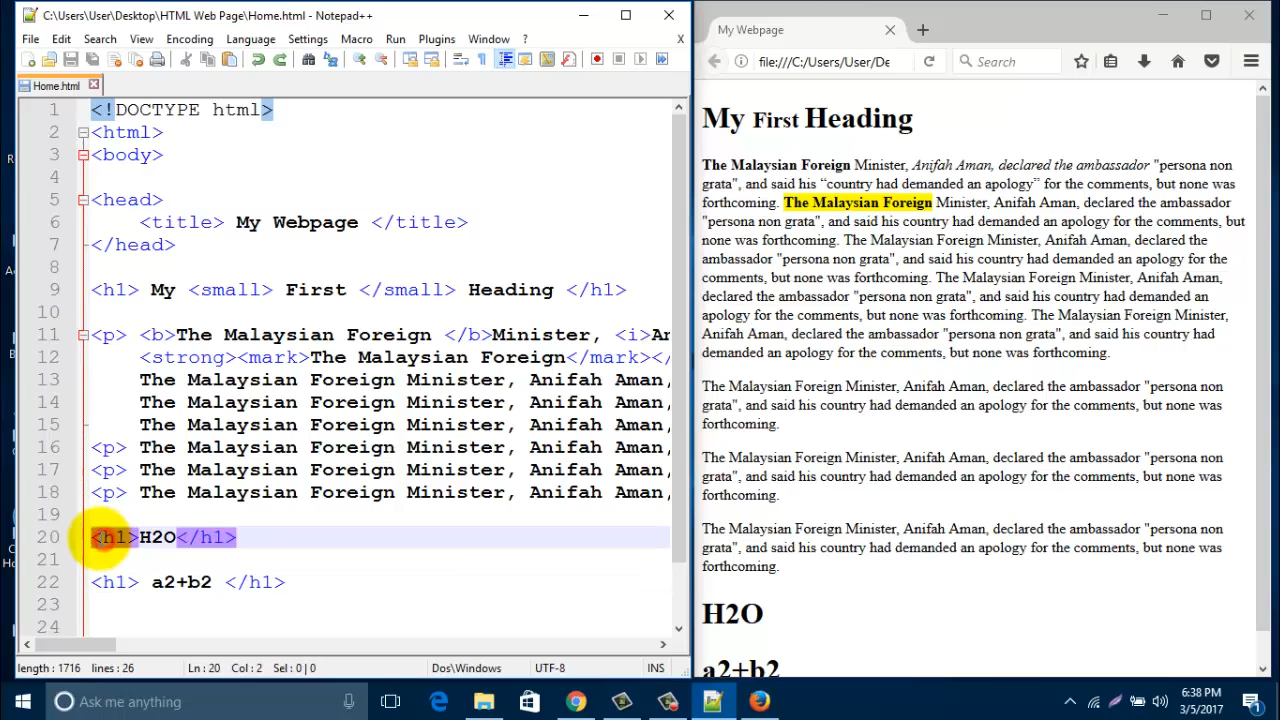 C:\Users\User\Desktop\HTML Web Page\Home.html - Notepad++
File Edit Search View Encoding Language Settings Macro Run Plugins Window ? X
Home.html
1 <!DOCTYPE html>
2 <html>
3 <body>
4
5 <head>
6 <title> My Webpage </title>
7 </head>
8
9 <h1> My <small> First </small> Heading </h1>
10
11 <p> <b>The Malaysian Foreign </b>Minister, <i>An
12 <strong><mark>The Malaysian Foreign</mark></
13 The Malaysian Foreign Minister, Anifah Aman,
14 The Malaysian Foreign Minister, Anifah Aman,
15 The Malaysian Foreign Minister, Anifah Aman,
16 <p> The Malaysian Foreign Minister, Anifah Aman,
17 <p> The Malaysian Foreign Minister, Anifah Aman,
18 <p> The Malaysian Foreign Minister, Anifah Aman,
19
20 <h1>H2O</h1>
21
22 <h1> a2+b2 </h1>
23
24
length : 1716 lines : 26 Ln : 20 Col : 2 Sel : 0 | 0 Dos\Windows UTF-8 INS
My Webpage
file:///C:/Users/User/De Search
My First Heading
The Malaysian Foreign Minister, Anifah Aman, declared the ambassador "persona non
grata", and said his “country had demanded an apology” for the comments, but none was
forthcoming. The Malaysian Foreign Minister, Anifah Aman, declared the ambassador
"persona non grata", and said his country had demanded an apology for the comments, but
none was forthcoming. The Malaysian Foreign Minister, Anifah Aman, declared the
ambassador "persona non grata", and said his country had demanded an apology for the
comments, but none was forthcoming. The Malaysian Foreign Minister, Anifah Aman,
declared the ambassador "persona non grata", and said his country had demanded an
apology for the comments, but none was forthcoming. The Malaysian Foreign Minister,
Anifah Aman, declared the ambassador "persona non grata", and said his country had
demanded an apology for the comments, but none was forthcoming.
The Malaysian Foreign Minister, Anifah Aman, declared the ambassador "persona non
grata", and said his country had demanded an apology for the comments, but none was
forthcoming.
The Malaysian Foreign Minister, Anifah Aman, declared the ambassador "persona non
grata", and said his country had demanded an apology for the comments, but none was
forthcoming.
The Malaysian Foreign Minister, Anifah Aman, declared the ambassador "persona non
grata", and said his country had demanded an apology for the comments, but none was
forthcoming.
H2O
a2+b2
Ask me anything
6:38 PM
3/5/2017
1